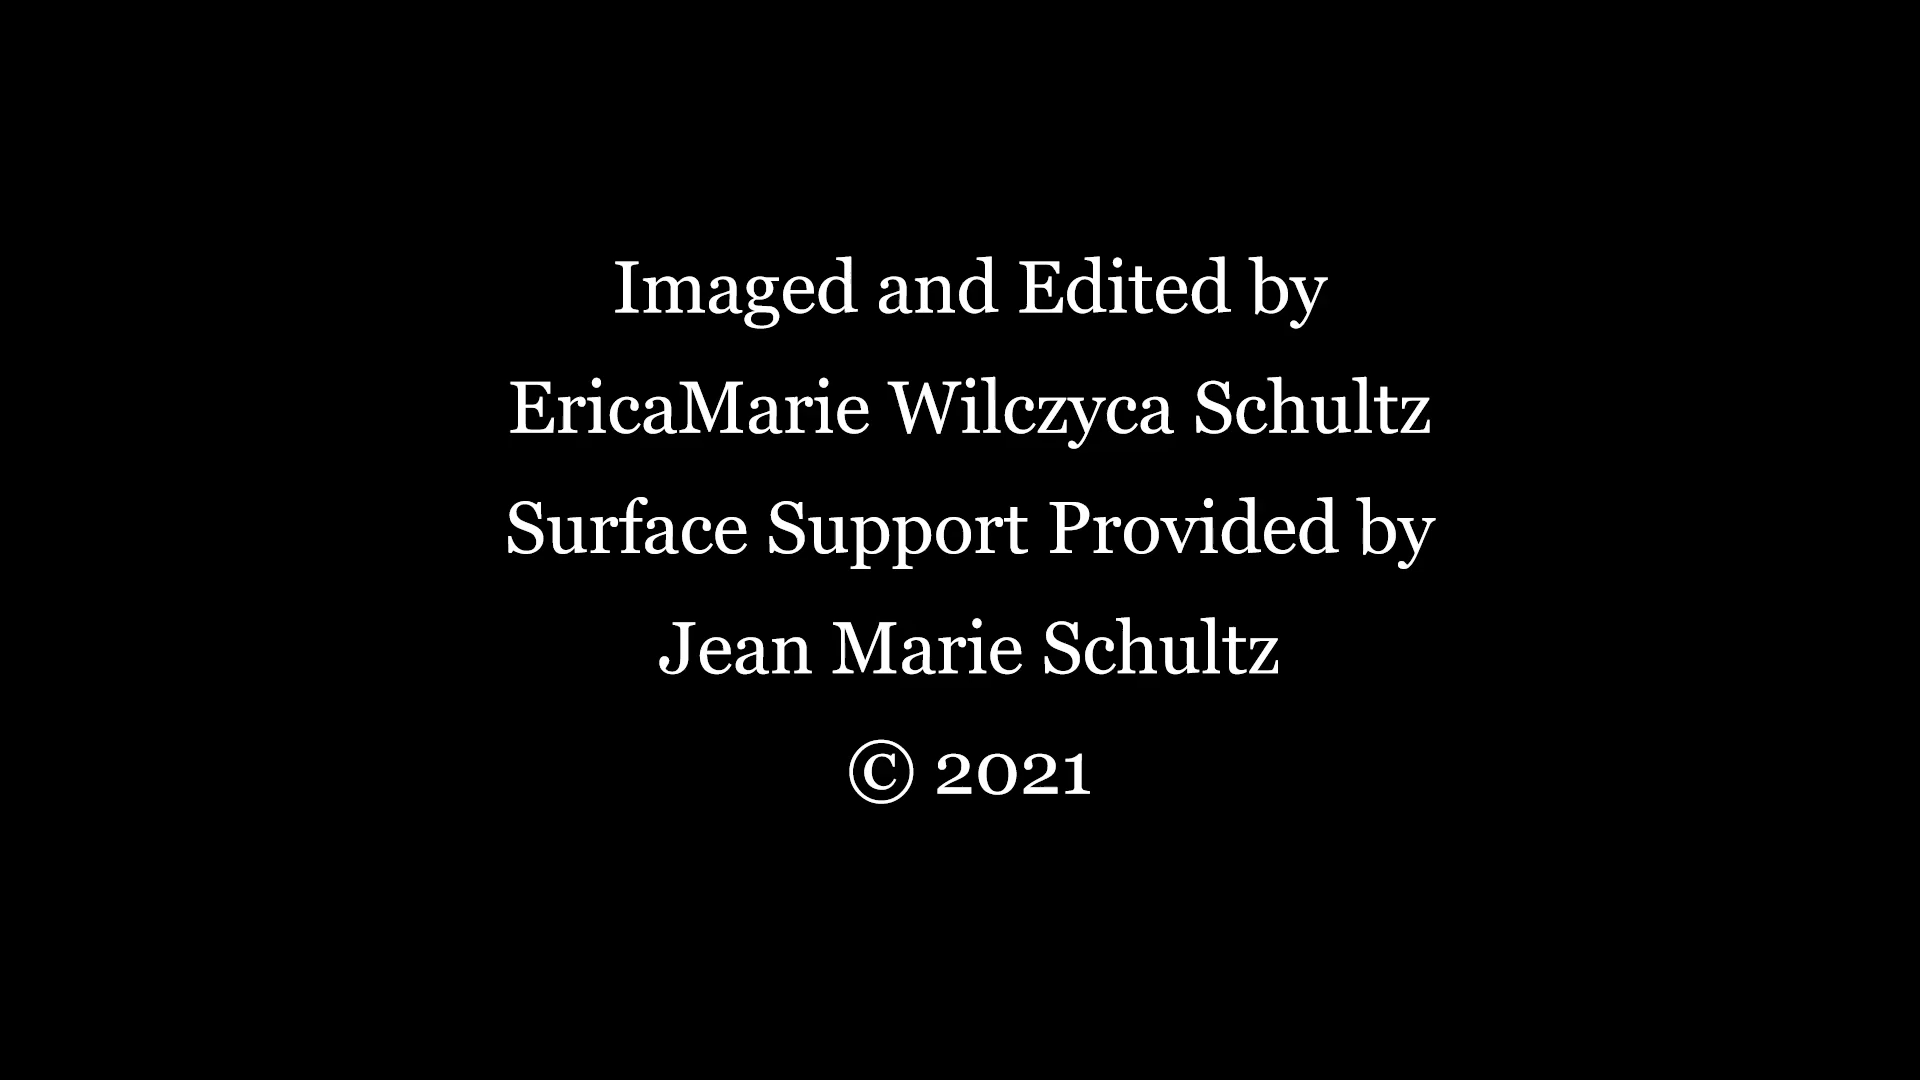 Imaged and Edited by
EricaMarie Wilczyca Schultz
Surface Support Provided by
Jean Marie Schultz
© 2021